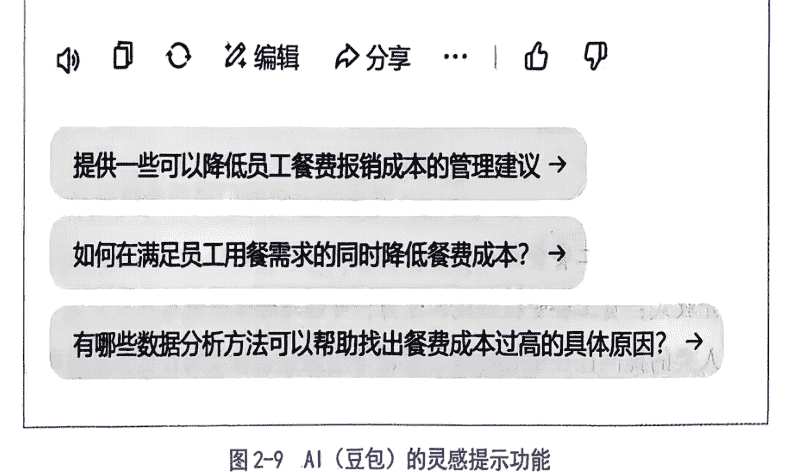 编辑 分享
提供一些可以降低员工餐费报销成本的管理建议 →
如何在满足员工用餐需求的同时降低餐费成本? →
有哪些数据分析方法可以帮助找出餐费成本过高的具体原因? →
图2-9 AI（豆包）的灵感提示功能